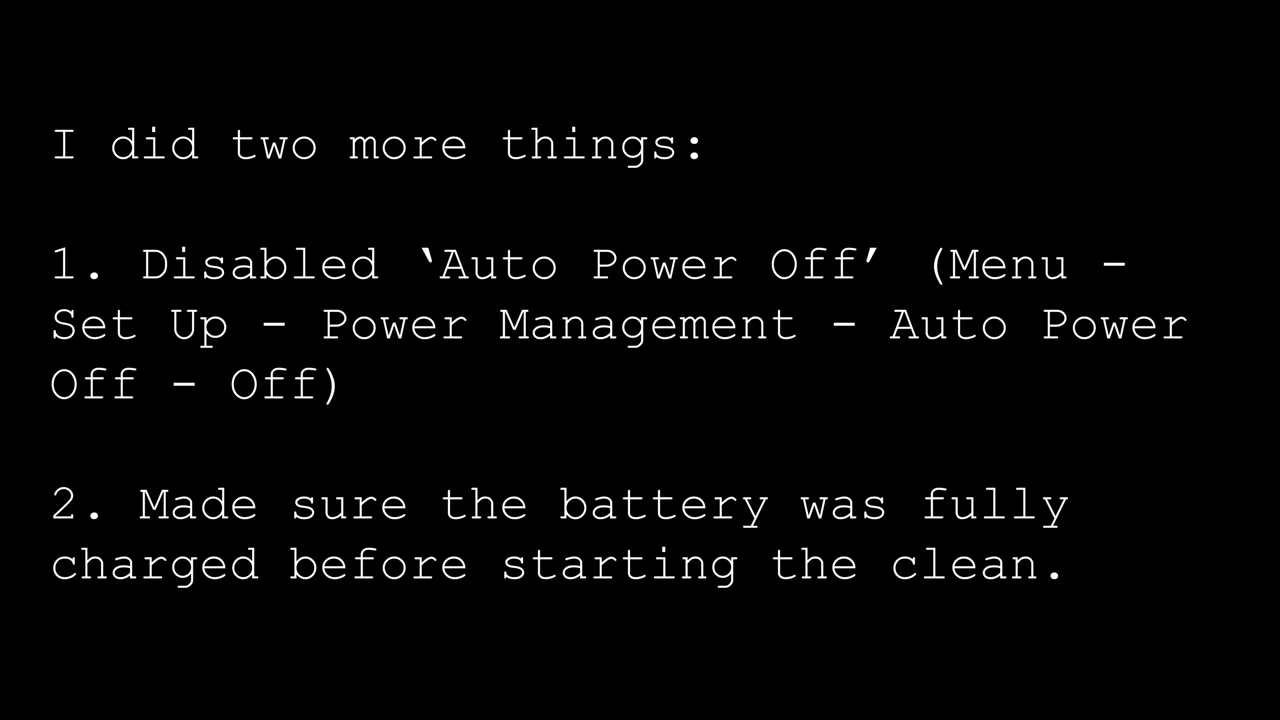 I did two more things:
1. Disabled ‘Auto Power Off’ (Menu -
Set Up - Power Management - Auto Power
Off - Off)
2. Made sure the battery was fully
charged before starting the clean.